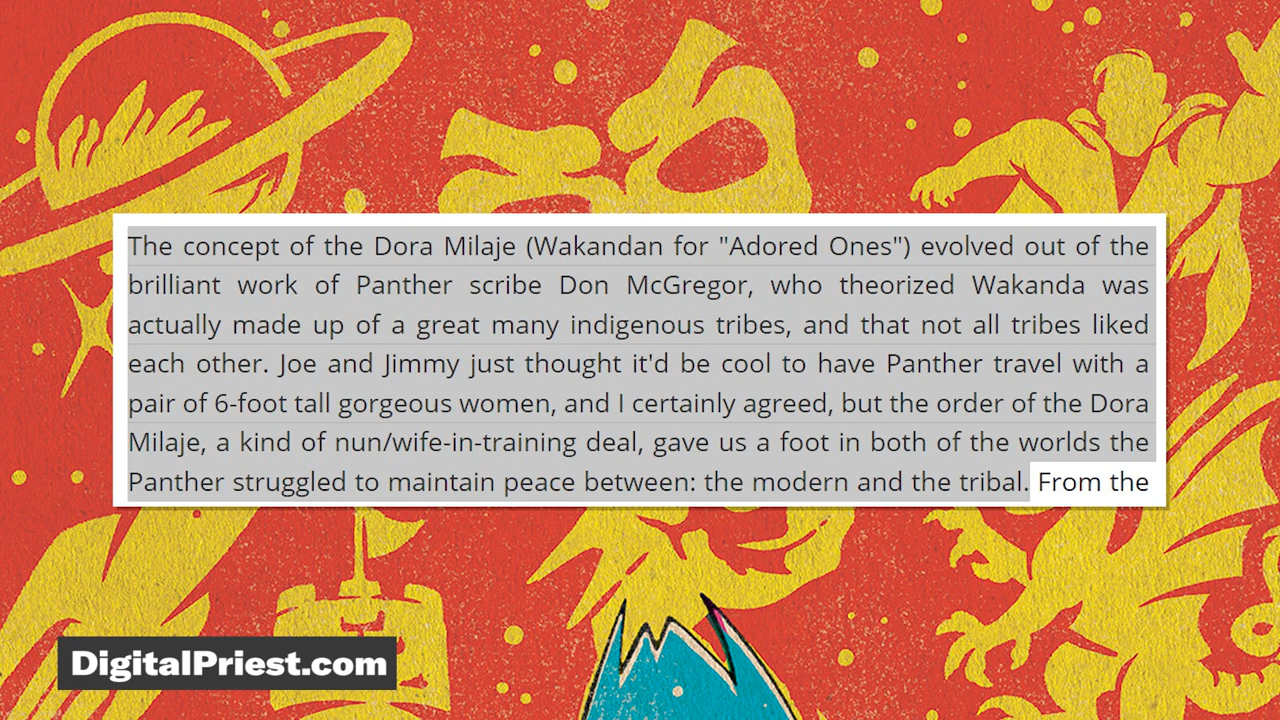 The concept of the Dora Milaje (Wakandan for "Adored Ones") evolved out of the
brilliant work of Panther scribe Don McGregor, who theorized Wakanda was
actually made up of a great many indigenous tribes, and that not all tribes liked
each other. Joe and Jimmy just thought it'd be cool to have Panther travel with a
pair of 6-foot tall gorgeous women, and I certainly agreed, but the order of the Dora
Milaje, a kind of nun/wife-in-training deal, gave us a foot in both of the worlds the
Panther struggled to maintain peace between: the modern and the tribal. From the
DigitalPriest.com